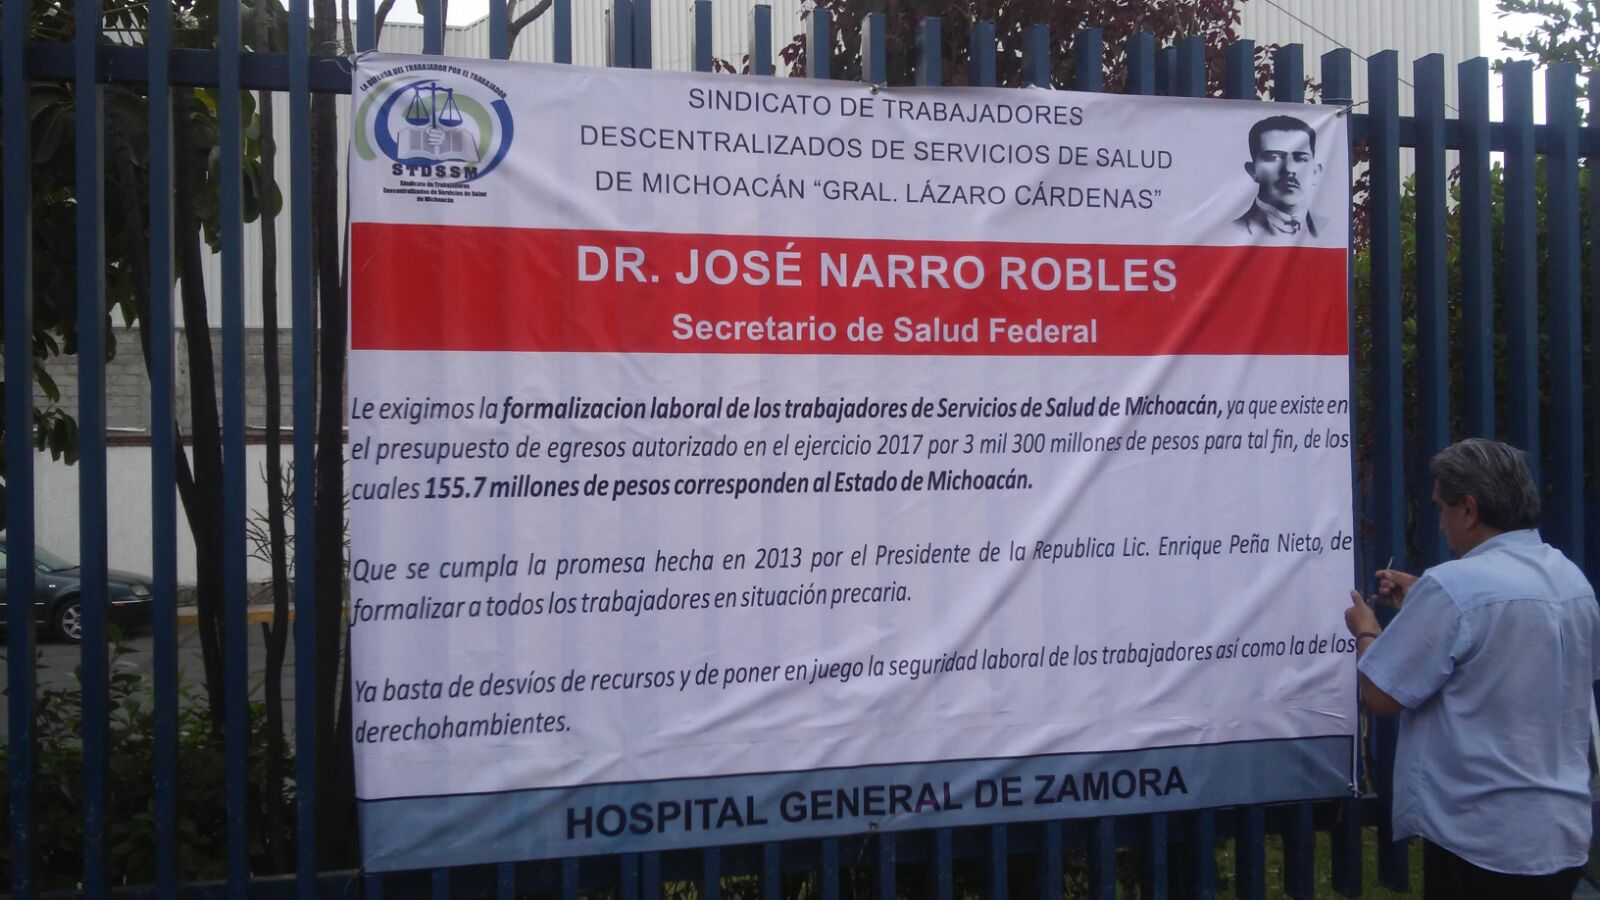 LA DEFENSA DEL TRABAJADOR POR EL TRABAJADOR
STDSSM
Sindicato de Trabajadores
Descentralizados de Servicios de Salud
de Michoacán
SINDICATO DE TRABAJADORES
DESCENTRALIZADOS DE SERVICIOS DE SALUD
DE MICHOACÁN “GRAL. LÁZARO CÁRDENAS”
DR. JOSÉ NARRO ROBLES
Secretario de Salud Federal
Le exigimos la formalizacion laboral de los trabajadores de Servicios de Salud de Michoacán, ya que existe en
el presupuesto de egresos autorizado en el ejercicio 2017 por 3 mil 300 millones de pesos para tal fin, de los
cuales 155.7 millones de pesos corresponden al Estado de Michoacán.
Que se cumpla la promesa hecha en 2013 por el Presidente de la Republica Lic. Enrique Peña Nieto, de
formalizar a todos los trabajadores en situación precaria.
Ya basta de desvíos de recursos y de poner en juego la seguridad laboral de los trabajadores así como la de los
derechohambientes.
HOSPITAL GENERAL DE ZAMORA